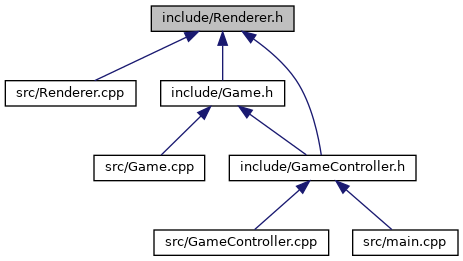 include/Renderer.h
src/Renderer.cpp
include/Game.h
src/Game.cpp
include/GameController.h
src/GameController.cpp
src/main.cpp